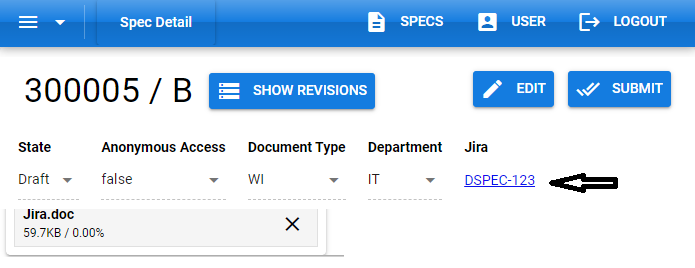 Spec Detail SPECS USER LOGOUT
300005 / B SHOW REVISIONS EDIT SUBMIT
State Anonymous Access Document Type Department Jira
Draft false WI IT DSPEC-123
Jira.doc
59.7KB / 0.00%